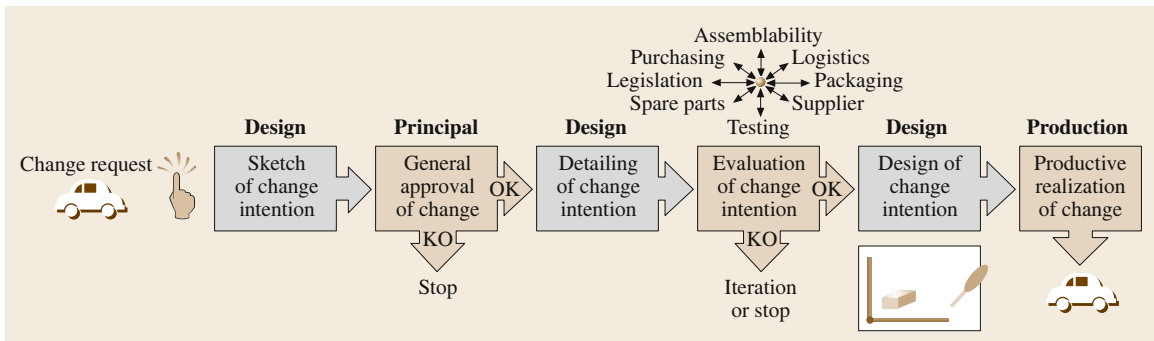 Assemblability
Purchasing
Logistics
Legislation
Packaging
Spare parts
Supplier
Design
Principal
Design
Testing
Design
Production
Change request
Sketch
of change
intention
General
approval
of change
OK
Detailing
of change
intention
Evaluation
of change
intention
OK
Design of
change
intention
Productive
realization
of change
KO
Stop
KO
Iteration
or stop